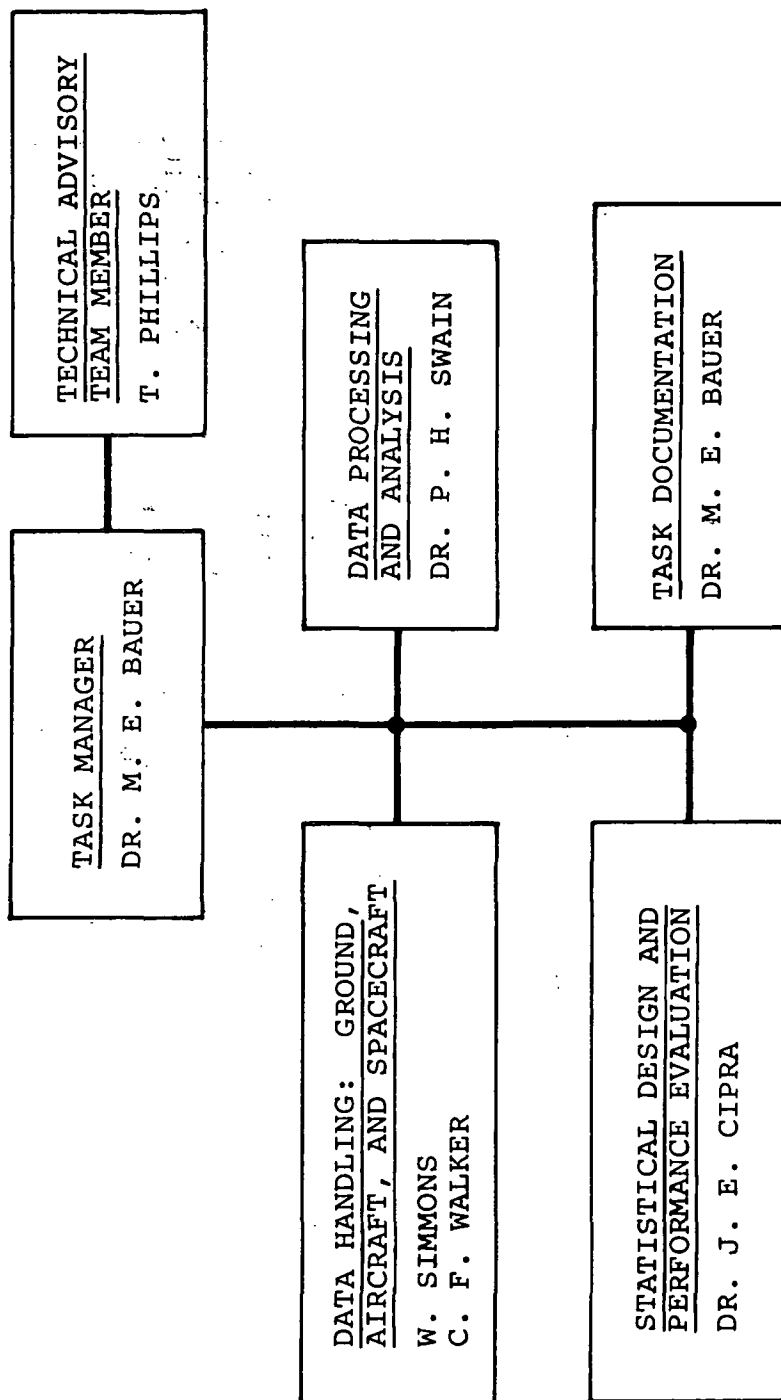 TASK MANAGER
DR. M. E. BAUER
TECHNICAL ADVISORY
TEAM MEMBER
T. PHILLIPS
DATA HANDLING: GROUND,
AIRCRAFT, AND SPACECRAFT
W. SIMMONS
C. F. WALKER
DATA PROCESSING
AND ANALYSIS
DR. P. H. SWAIN
STATISTICAL DESIGN AND
PERFORMANCE EVALUATION
DR. J. E. CIPRA
TASK DOCUMENTATION
DR. M. E. BAUER